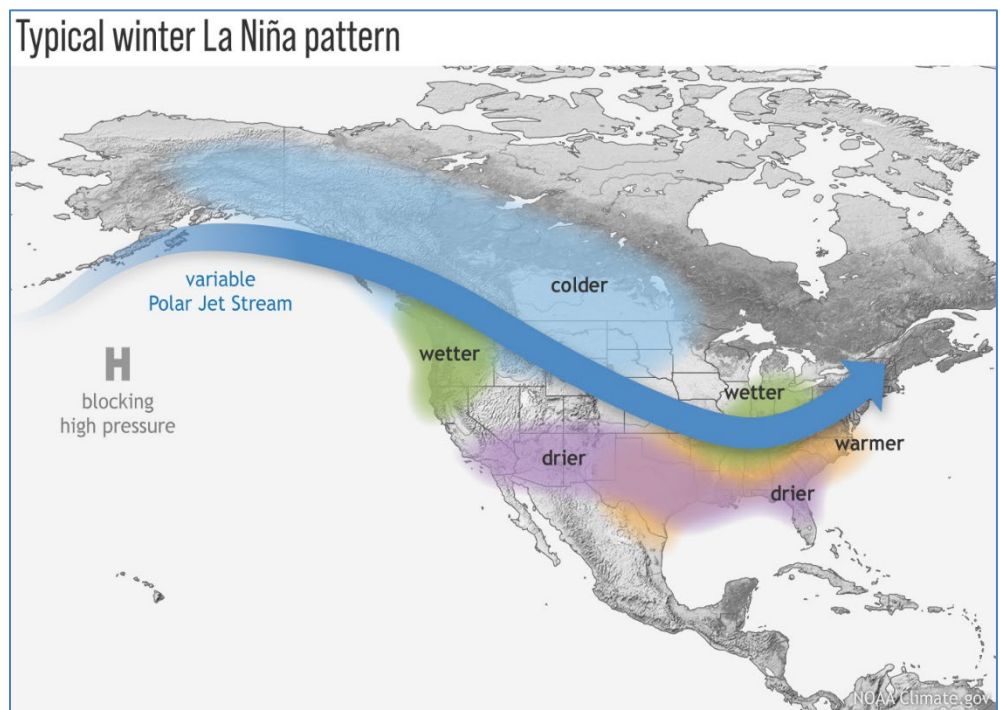 Typical winter La Niña pattern
colder
variable
Polar Jet Stream
wetter
H
blocking
high pressure
wetter
warmer
drier
drier
NOAA Climate.gov